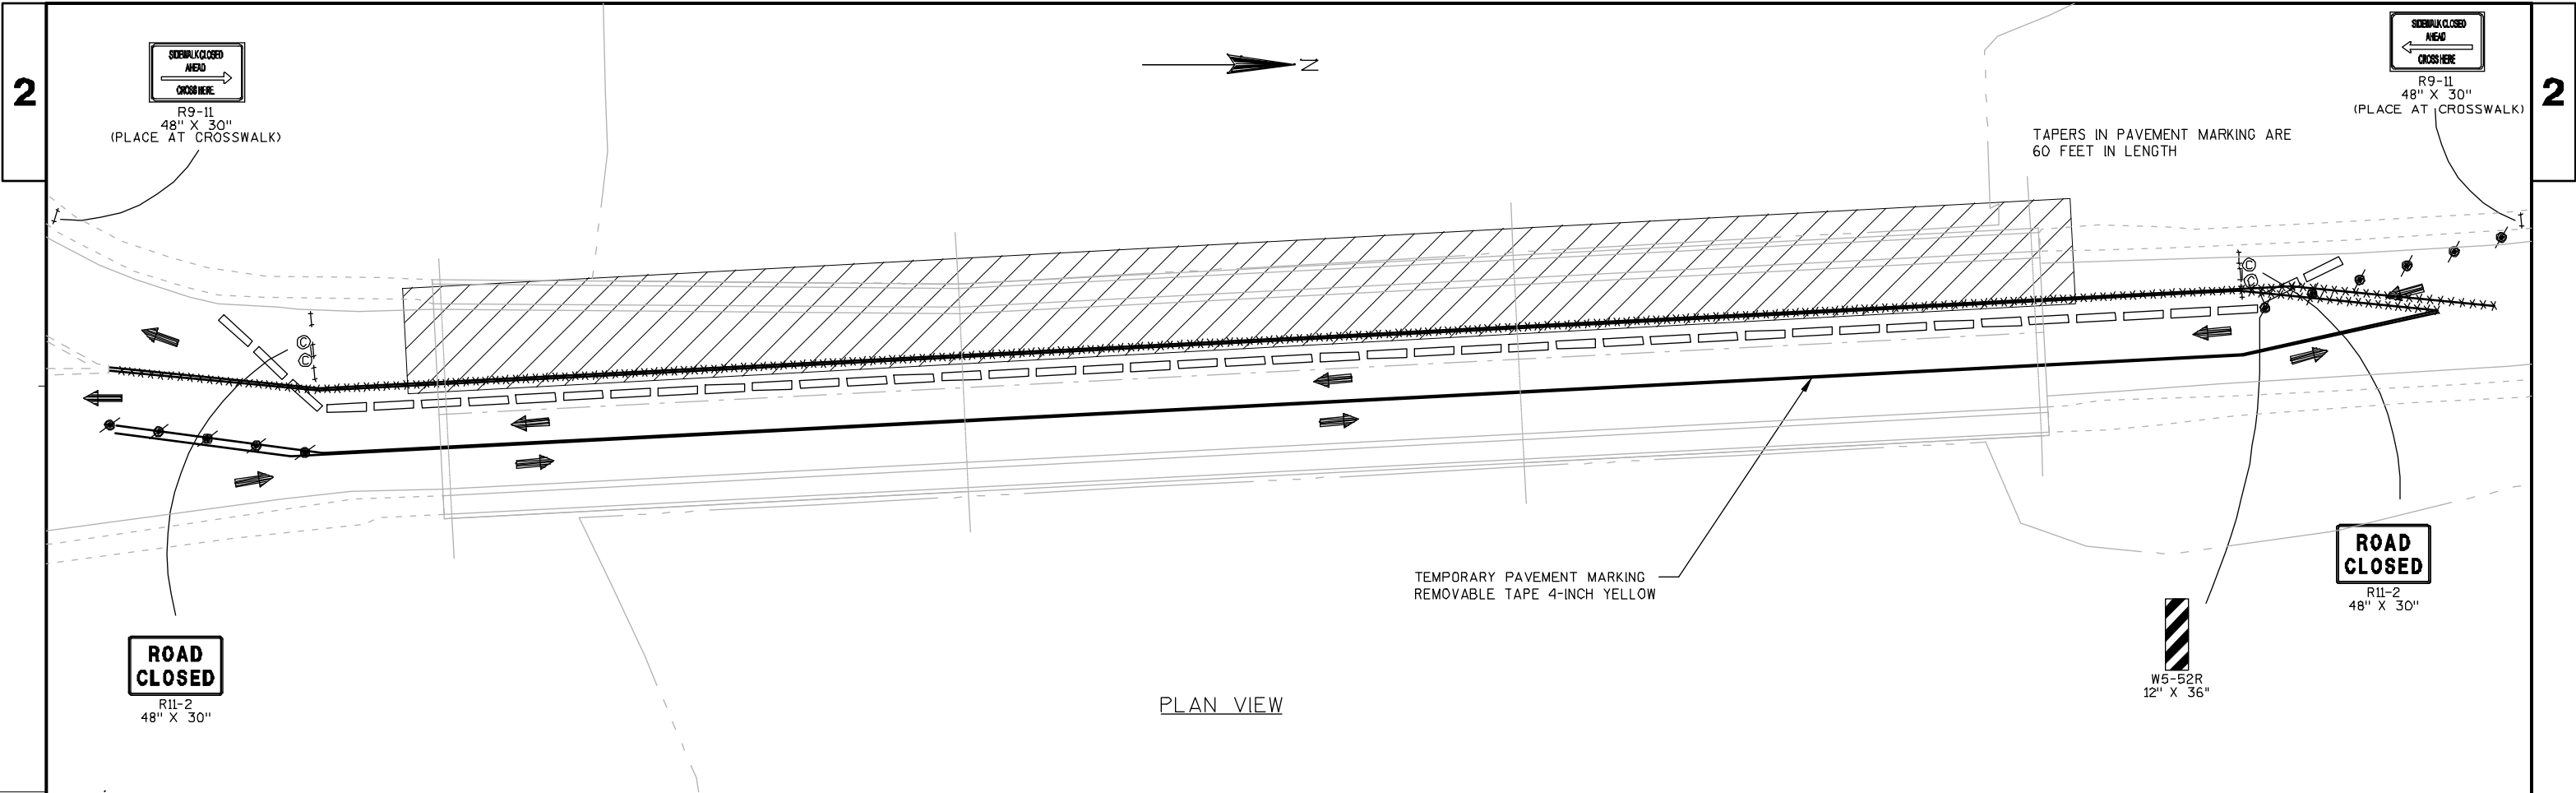 2
SIDEWALK CLOSED
AHEAD
CROSS HERE
R9-11
48" X 30"
(PLACE AT CROSSWALK)
N
SIDEWALK CLOSED
AHEAD
CROSS HERE
R9-11
48" X 30"
(PLACE AT CROSSWALK)
2
TAPERS IN PAVEMENT MARKING ARE
60 FEET IN LENGTH
TEMPORARY PAVEMENT MARKING
REMOVABLE TAPE 4-INCH YELLOW
ROAD
CLOSED
R11-2
48" X 30"
W5-52R
12" X 36"
ROAD
CLOSED
R11-2
48" X 30"
PLAN VIEW